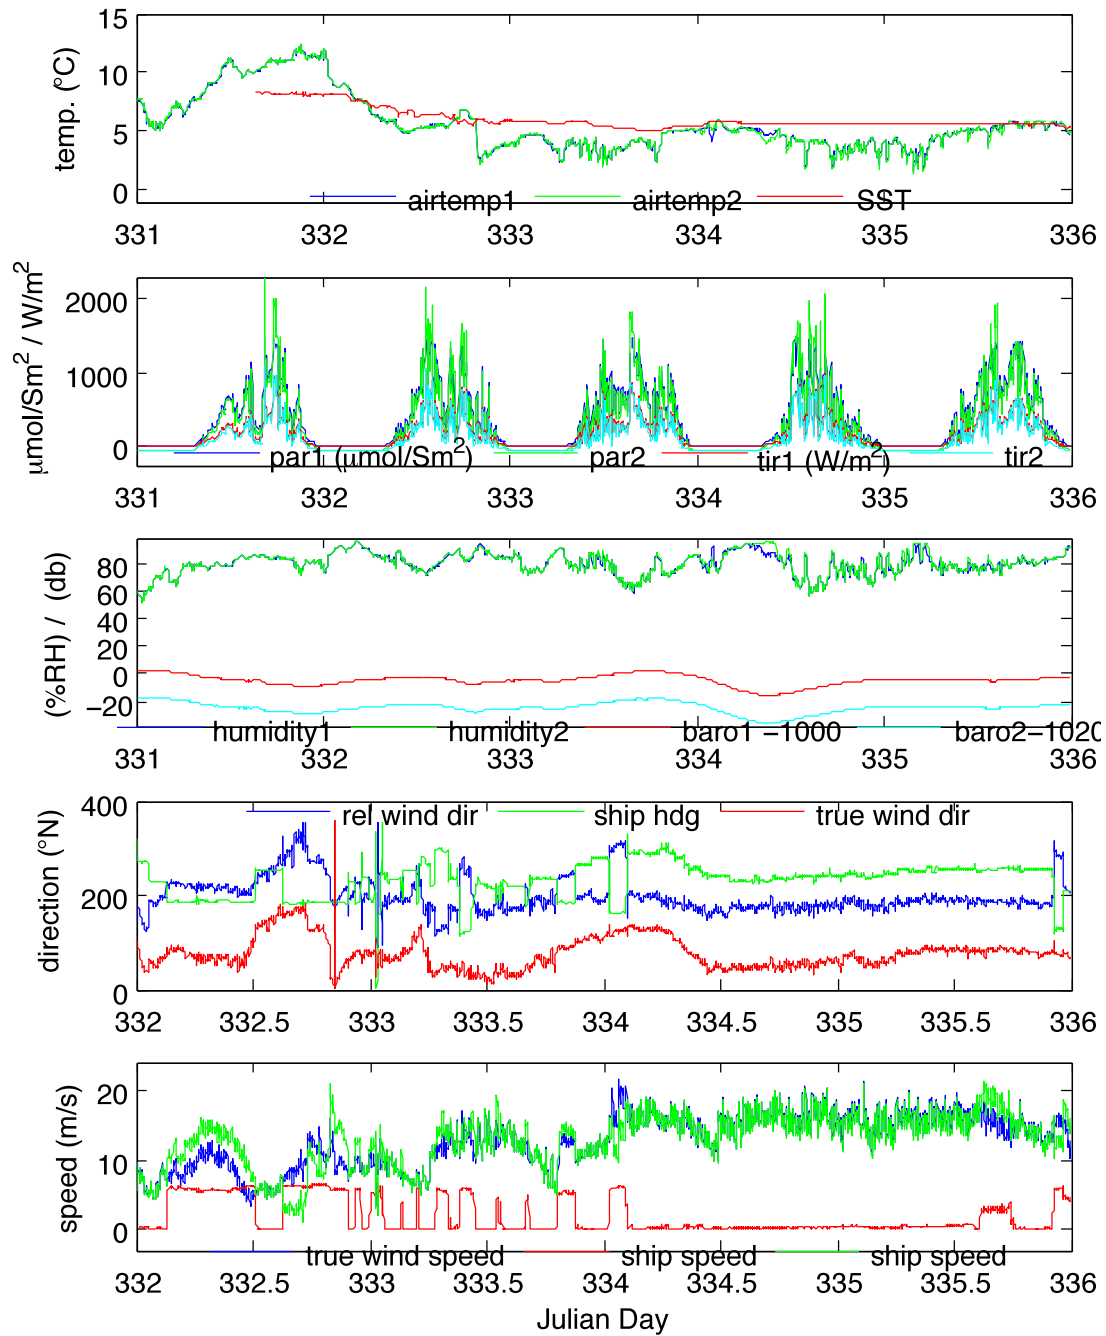 15
10
5
0
temp. (°C)
airtemp1 airtemp2 SST
331 332 333 334 335 336
2000
1000
0
μmol/Sm² / W/m²
par1 (μmol/Sm²) par2 tir1 (W/m²) tir2
331 332 333 334 335 336
80
60
40
20
0
−20
(%RH) / (db)
humidity1 humidity2 baro1 −1000 baro2−1020
331 332 333 334 335 336
400
200
0
direction (°N)
rel wind dir ship hdg true wind dir
332 332.5 333 333.5 334 334.5 335 335.5 336
20
10
0
speed (m/s)
true wind speed ship speed ship speed
332 332.5 333 333.5 334 334.5 335 335.5 336
Julian Day